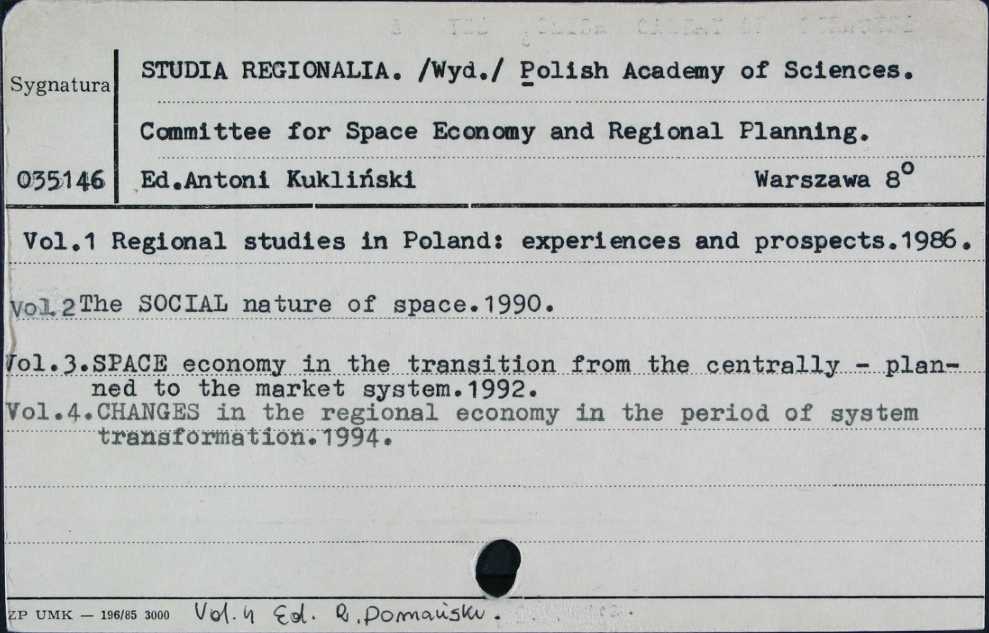 STUDIA REGIONALIA. /Wyd./ Polish Academy of Sciences.
Sygnatura
Committee for Space Economy and Regional Planning.
035146 Ed.Antoni Kukliński Warszawa 8°
Vol.1 Regional studies in Poland: experiences and prospects.1986.
Vol.2 The SOCIAL nature of space.1990.
Vol.3.SPACE economy in the transition from the centrally - plan-
ned to the market system.1992.
Vol.4.CHANGES in the regional economy in the period of system
transformation.1994.
ZP UMK — 196/85 3000 Vol. 4 Ed. R. Domański.